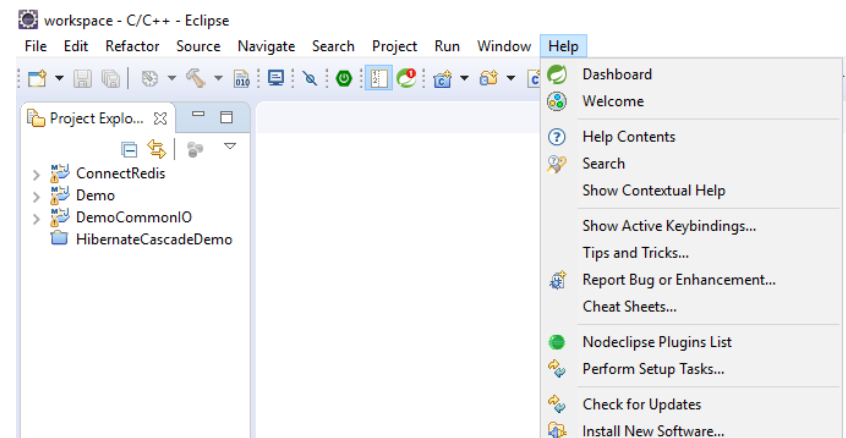 workspace - C/C++ - Eclipse
File Edit Refactor Source Navigate Search Project Run Window Help
Project Explo...
ConnectRedis
Demo
DemoCommonIO
HibernateCascadeDemo
Dashboard
Welcome
Help Contents
Search
Show Contextual Help
Show Active Keybindings...
Tips and Tricks...
Report Bug or Enhancement...
Cheat Sheets...
Nodeclipse Plugins List
Perform Setup Tasks...
Check for Updates
Install New Software...